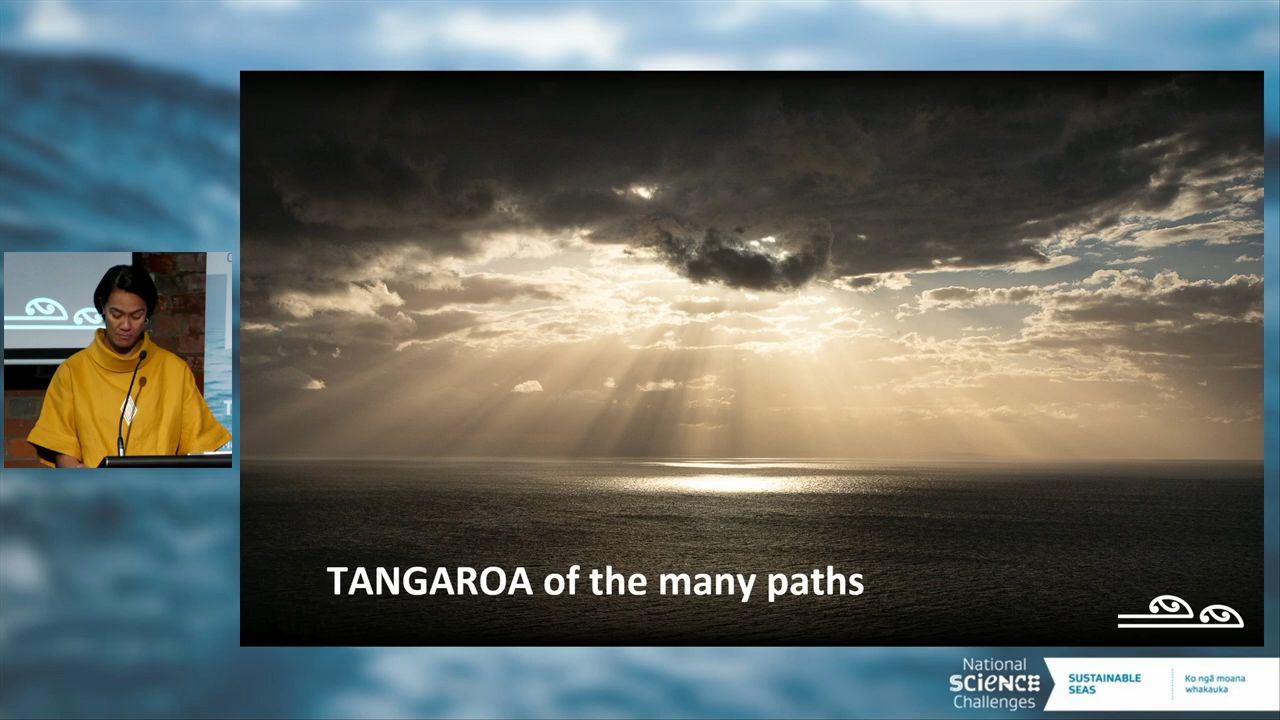 TANGAROA of the many paths
National
SCIENCE
Challenges
SUSTAINABLE
SEAS
Ko ngā moana
whakauka